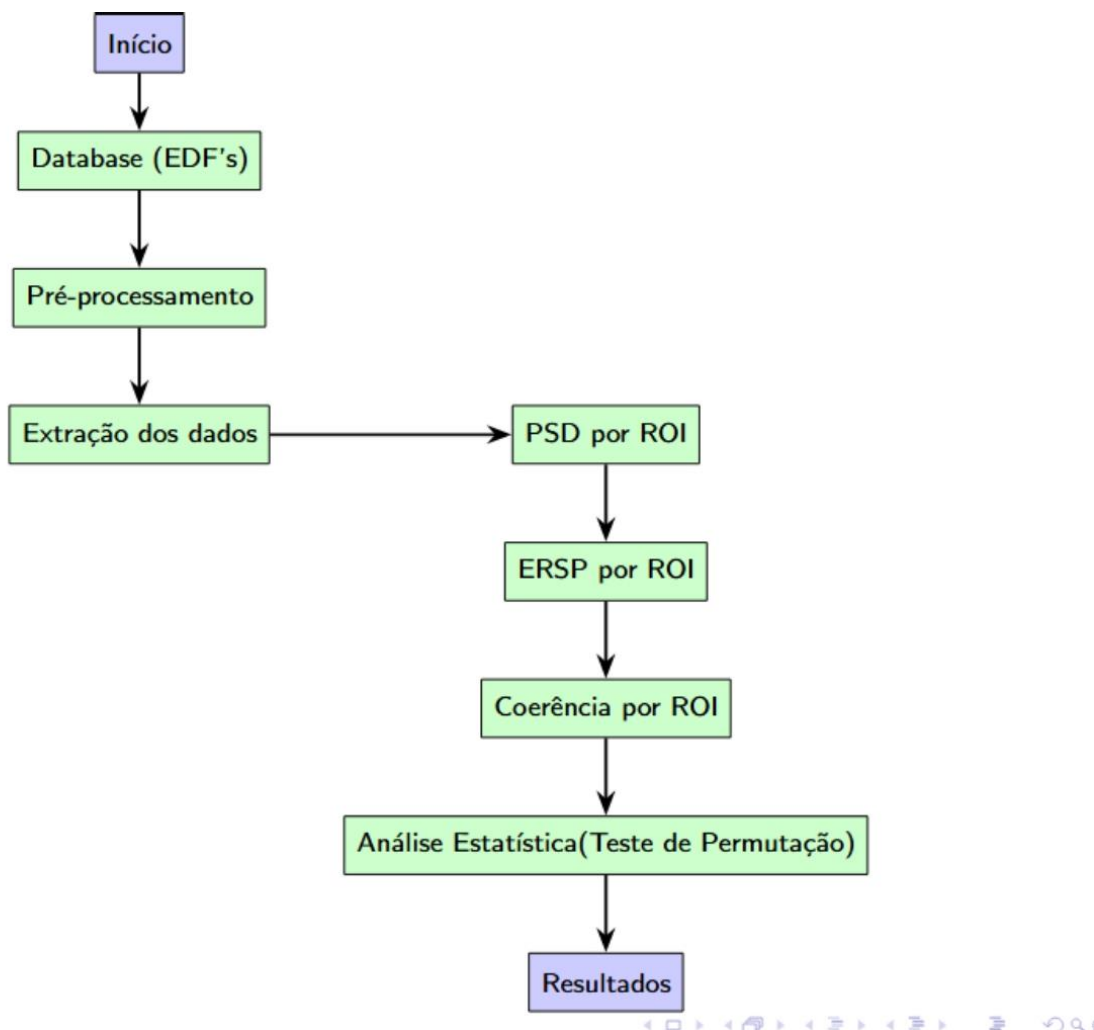 Início
Database (EDF's)
Pré-processamento
Extração dos dados
PSD por ROI
ERSP por ROI
Coerência por ROI
Análise Estatística(Teste de Permutação)
Resultados